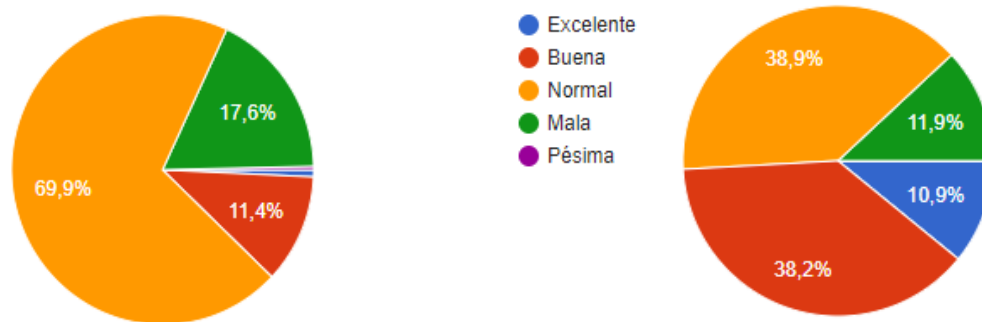 17,6%
69,9%
11,4%
Excelente
Buena
Normal
Mala
Pésima
38,9%
11,9%
10,9%
38,2%